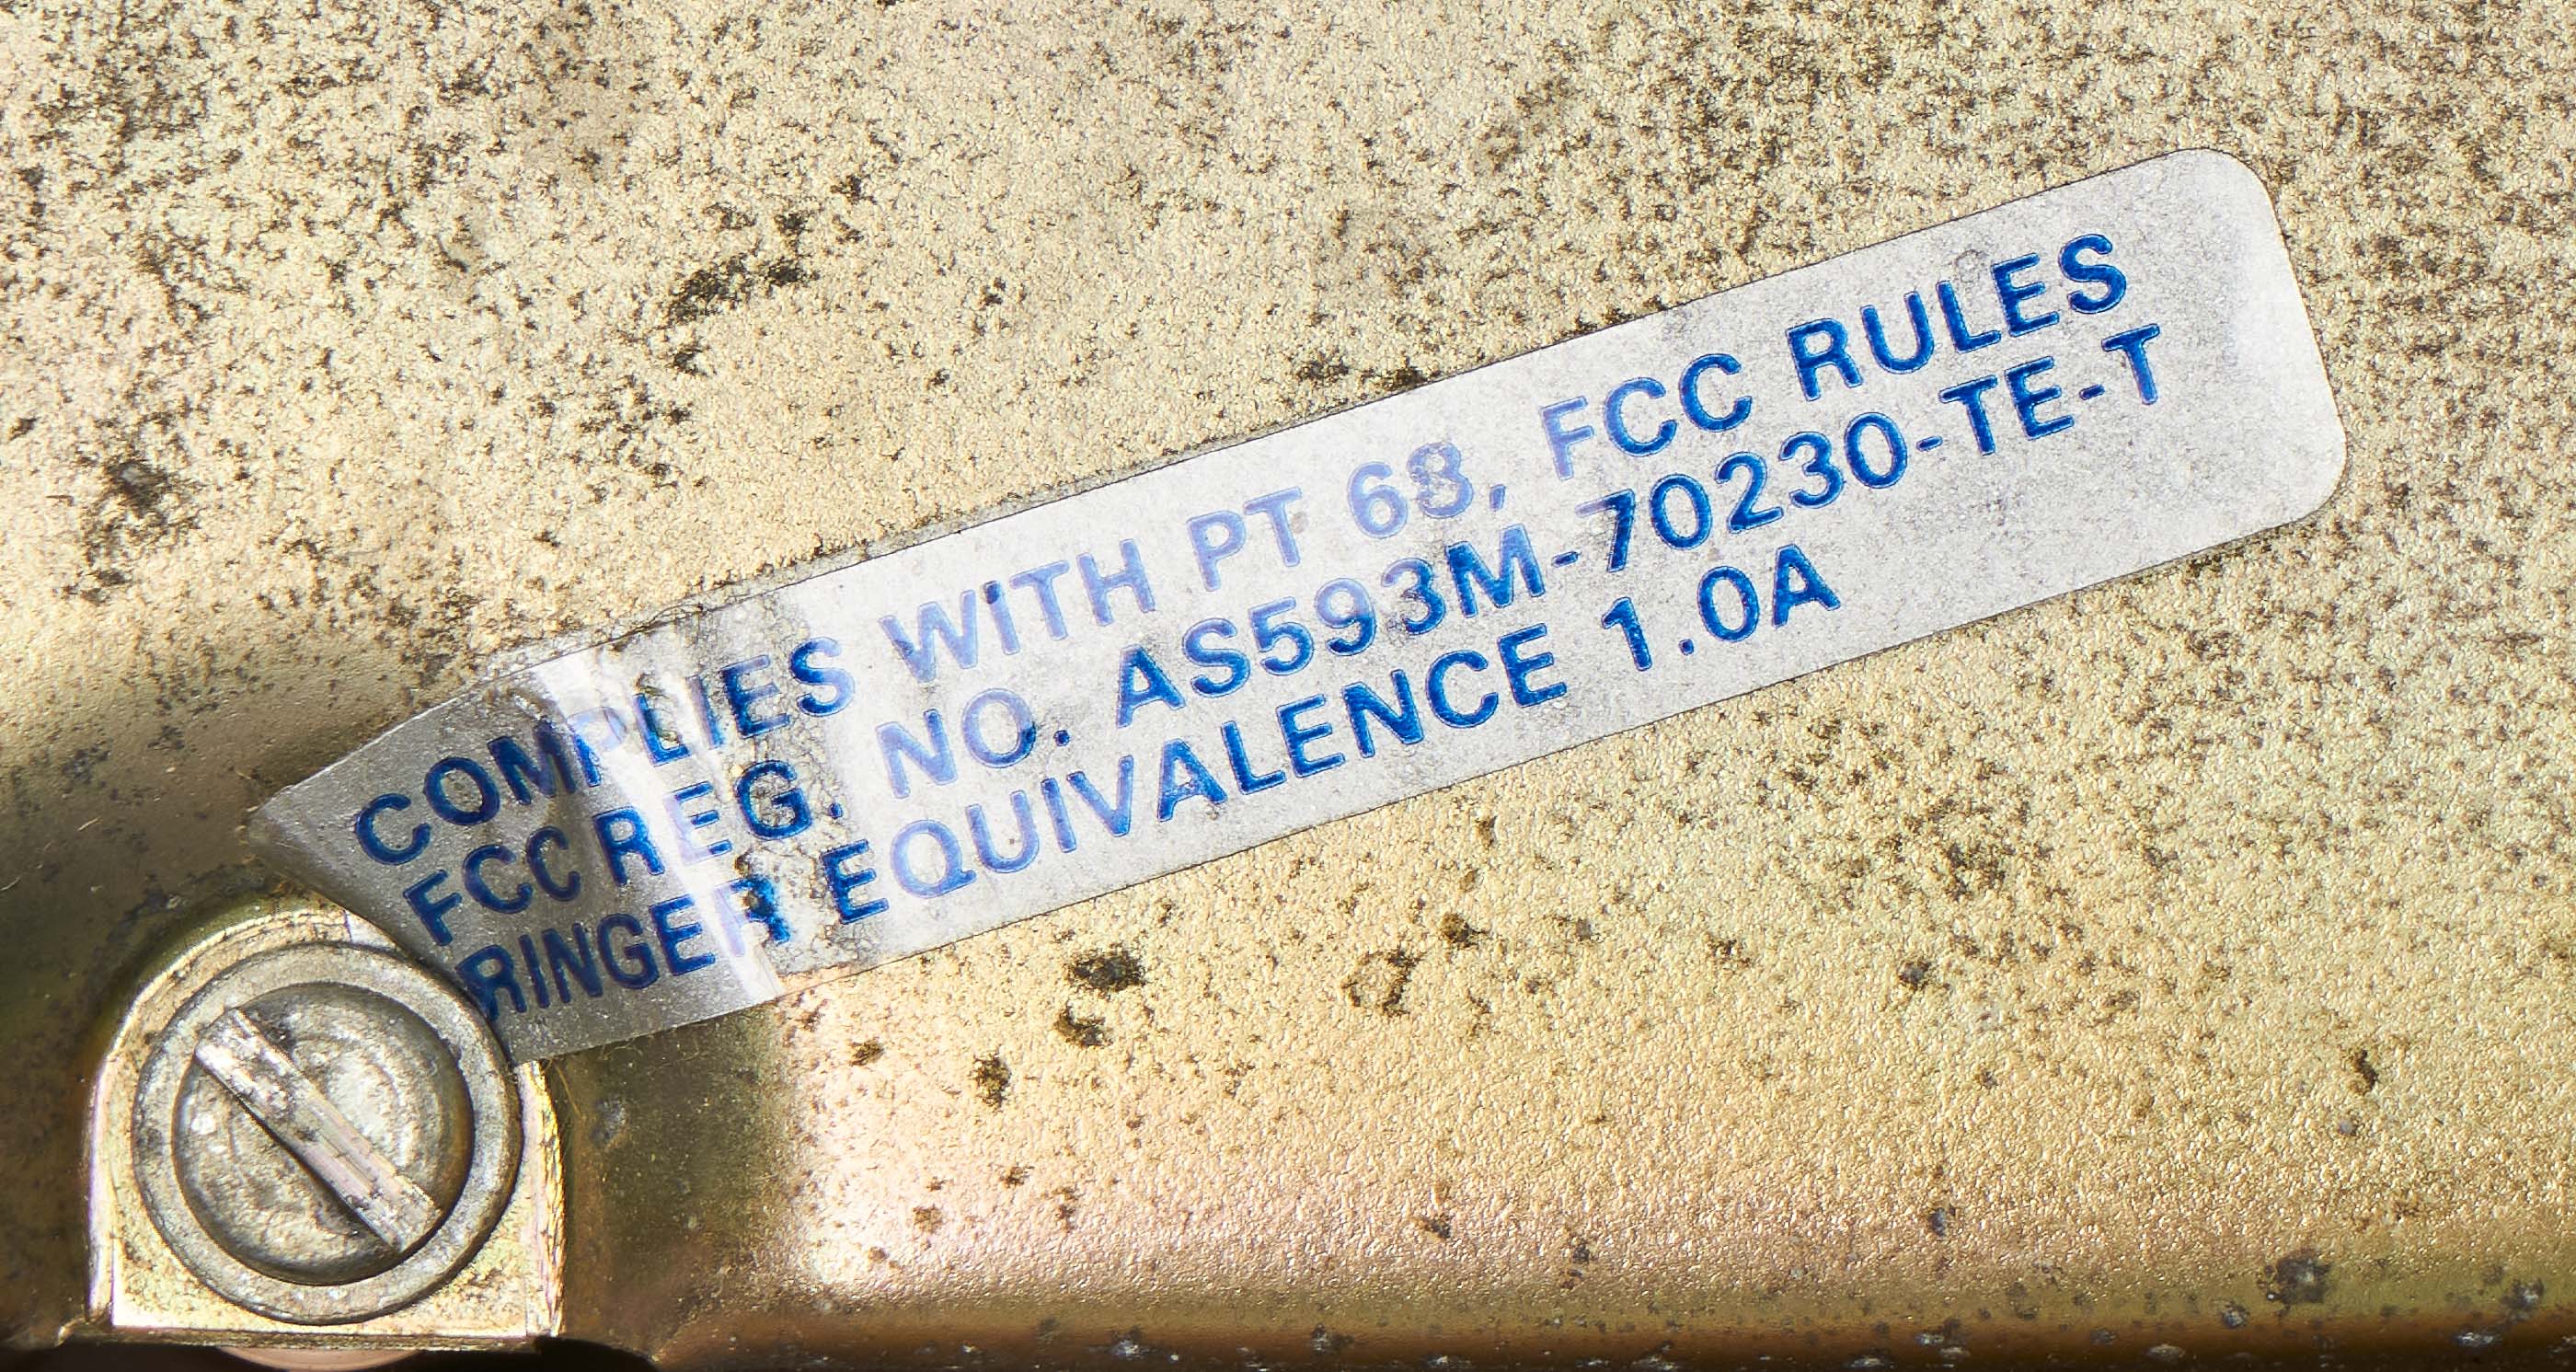 COMPLIES WITH PT 68, FCC RULES
FCC REG. NO. AS593M-70230-TE-T
RINGER EQUIVALENCE 1.0A